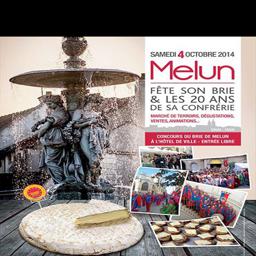 SAMEDI 4 OCTOBRE 2014
Melun
FÊTE SON BRIE
& LES 20 ANS
DE SA CONFRÉRIE
MARCHÉ DE TERROIRS, DÉGUSTATIONS,
VENTES, ANIMATIONS...
CONCOURS DU BRIE DE MELUN
À L'HÔTEL DE VILLE - ENTRÉE LIBRE